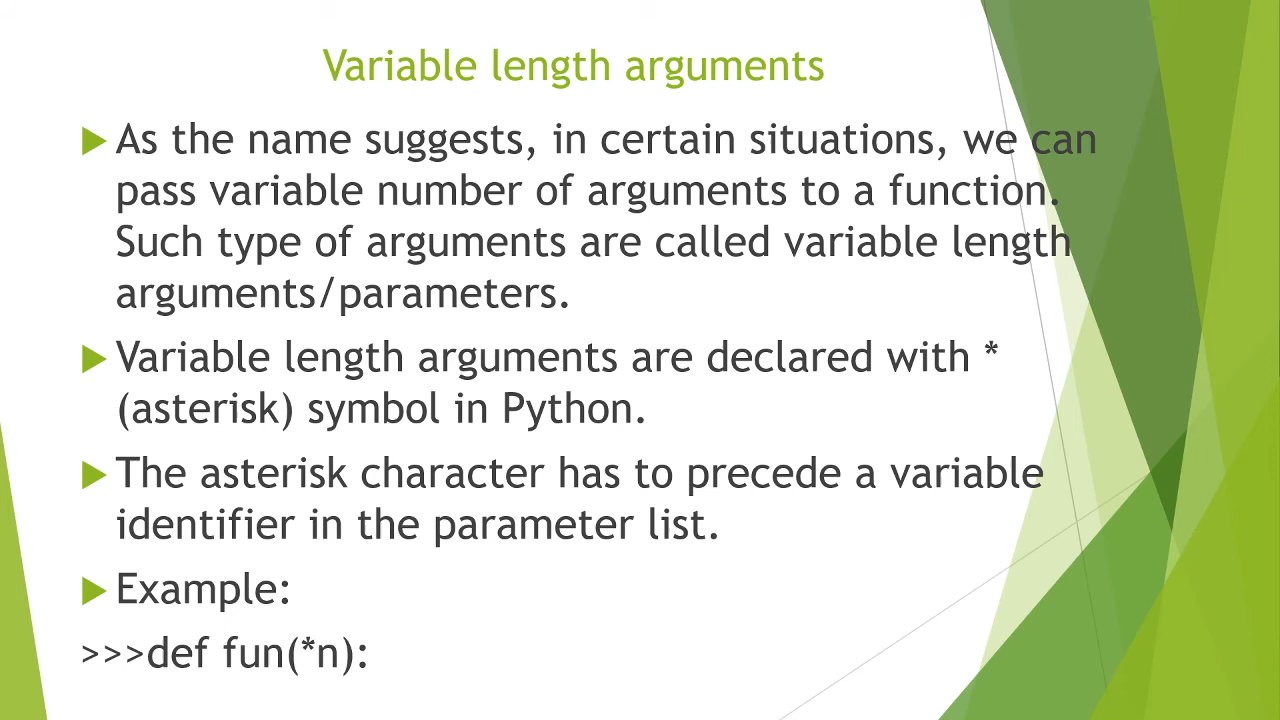 Variable length arguments
As the name suggests, in certain situations, we can
pass variable number of arguments to a function.
Such type of arguments are called variable length
arguments/parameters.
Variable length arguments are declared with *
(asterisk) symbol in Python.
The asterisk character has to precede a variable
identifier in the parameter list.
Example:
>>>def fun(*n):